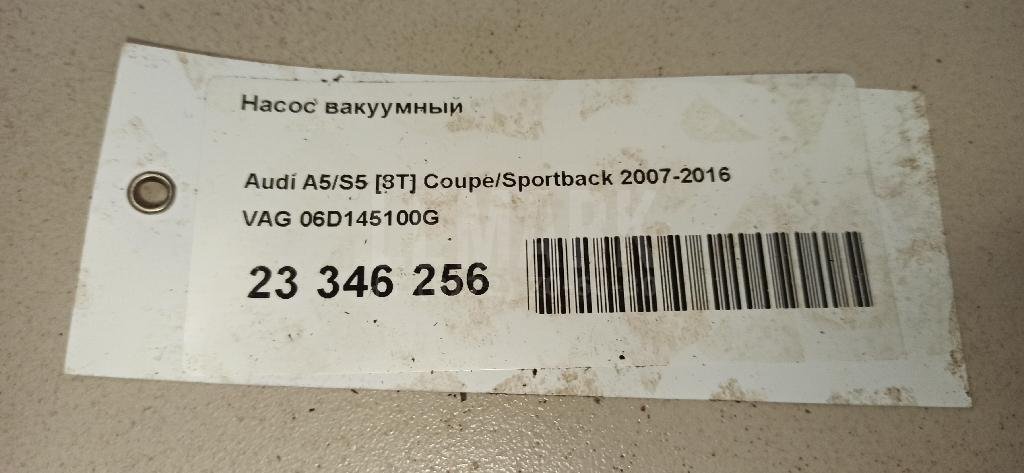 Насос вакуумный
Audi A5/S5 [8T] Coupe/Sportback 2007-2016
VAG 06D145100G
23 346 256